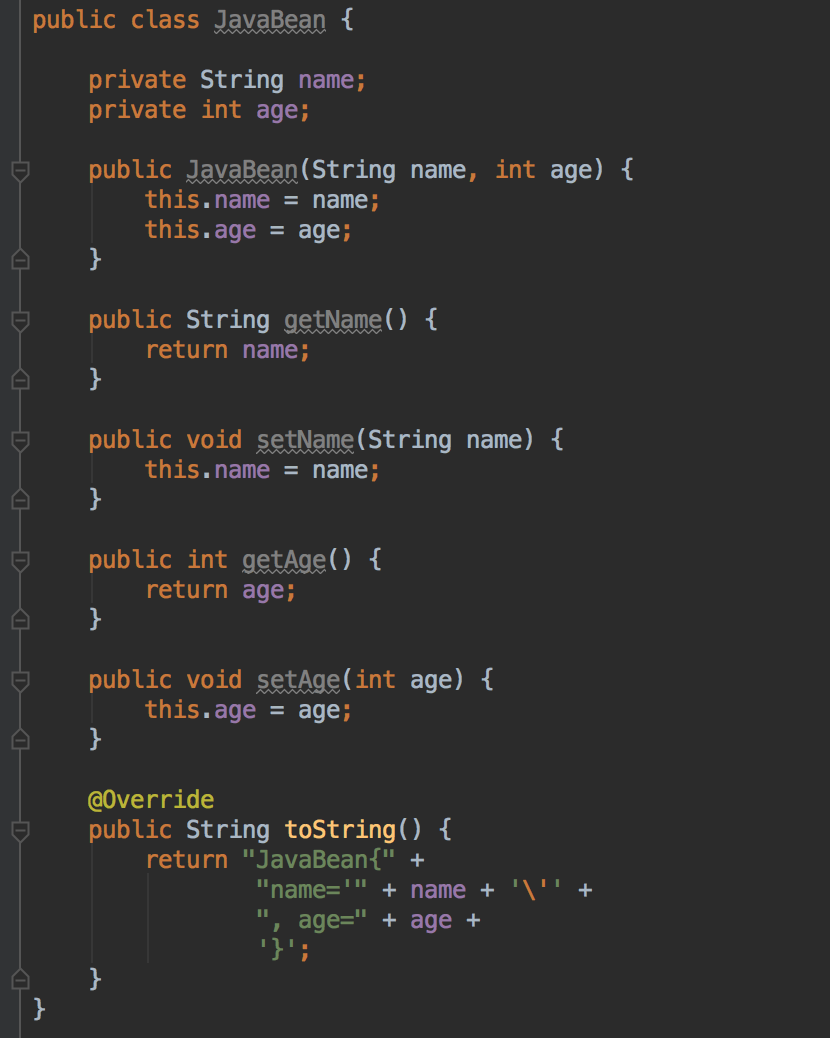 public class JavaBean {
private String name;
private int age;
public JavaBean(String name, int age) {
this.name = name;
this.age = age;
}
public String getName() {
return name;
}
public void setName(String name) {
this.name = name;
}
public int getAge() {
return age;
}
public void setAge(int age) {
this.age = age;
}
@Override
public String toString() {
return "JavaBean{" +
"name='" + name + '\'' +
", age=" + age +
'}';
}
}